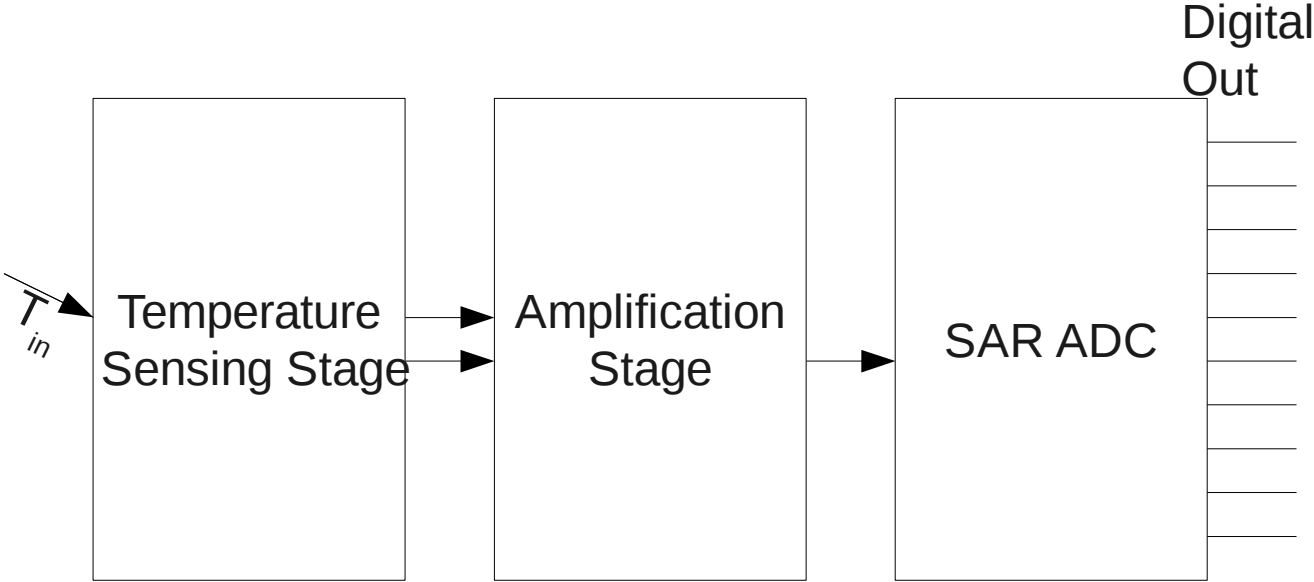 Digital
Out
T
in
Temperature
Sensing Stage
Amplification
Stage
SAR ADC